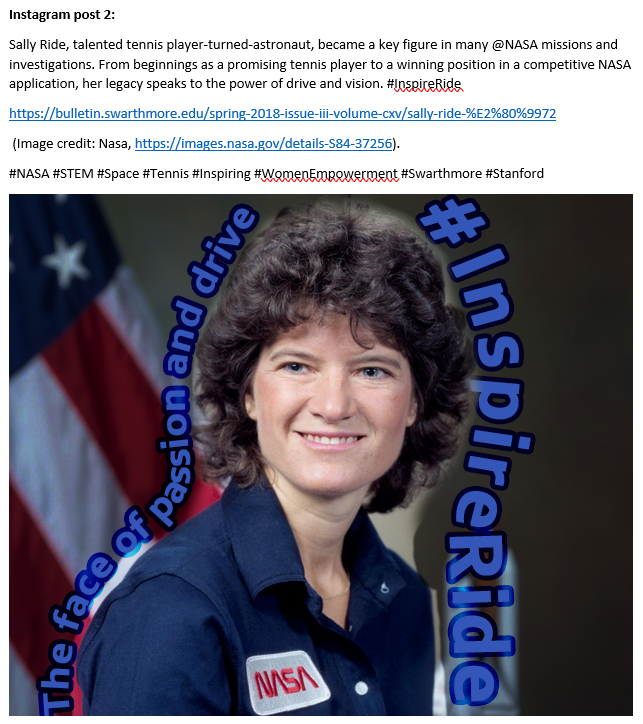 Instagram post 2:
Sally Ride, talented tennis player-turned-astronaut, became a key figure in many @NASA missions and
investigations. From beginnings as a promising tennis player to a winning position in a competitive NASA
application, her legacy speaks to the power of drive and vision. #InspireRide
https://bulletin.swarthmore.edu/spring-2018-issue-iii-volume-cxv/sally-ride-%E2%80%9972
(Image credit: Nasa, https://images.nasa.gov/details-S84-37256).
#NASA #STEM #Space #Tennis #Inspiring #WomenEmpowerment #Swarthmore #Stanford
The face of passion and drive
#InspireRide
NASA